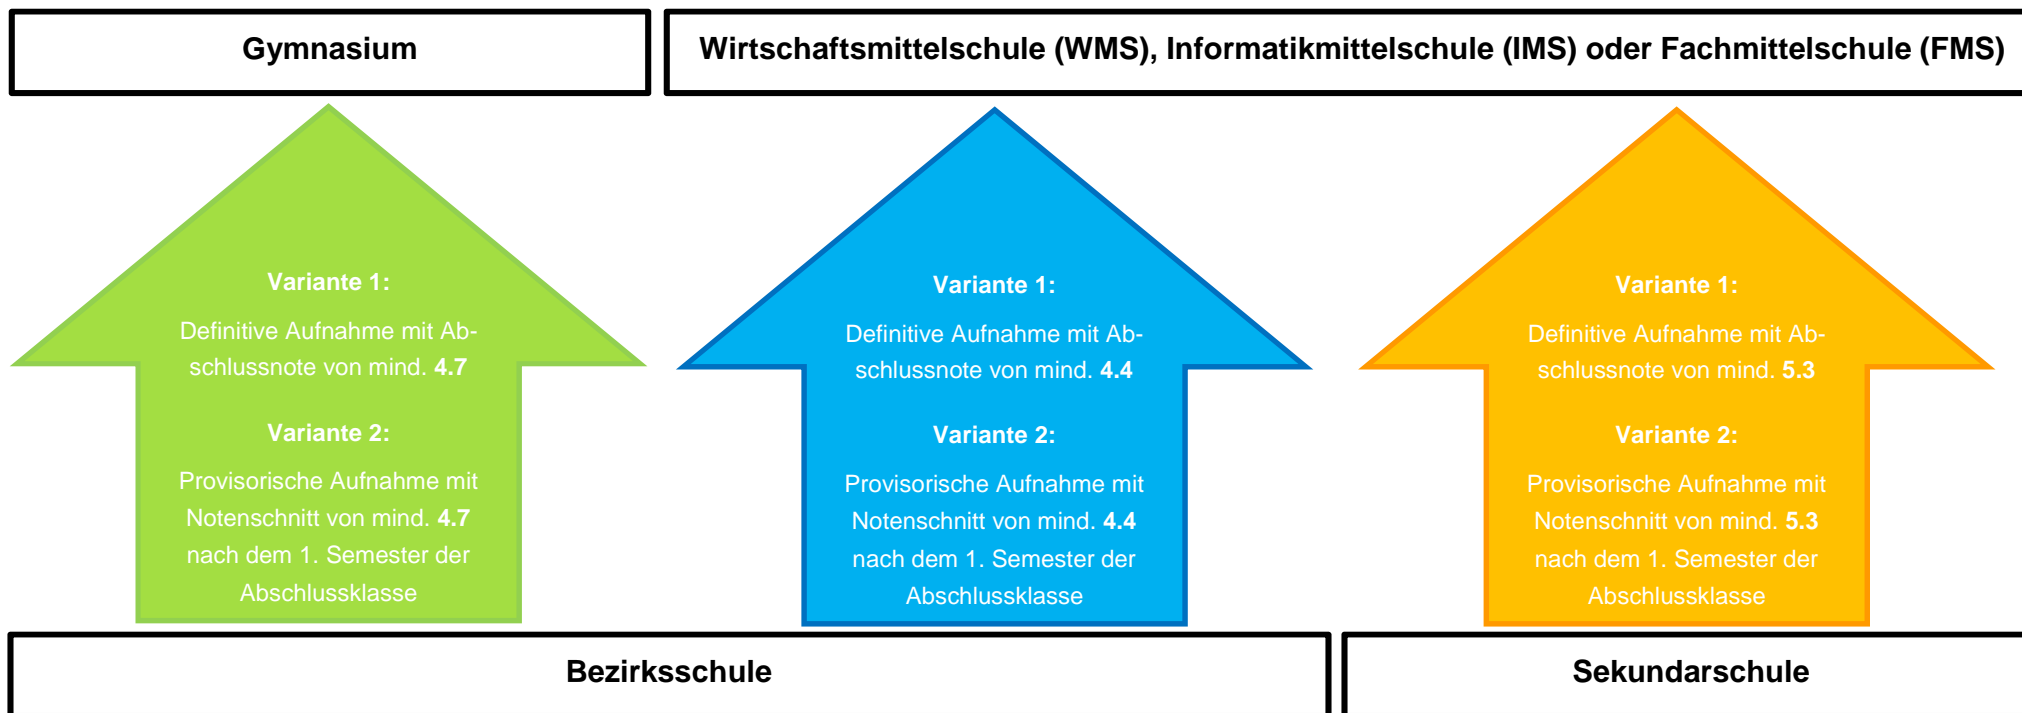 Gymnasium
Wirtschaftsmittelschule (WMS), Informatikmittelschule (IMS) oder Fachmittelschule (FMS)
Variante 1:
Definitive Aufnahme mit Ab-
schlussnote von mind. 4.7
Variante 2:
Provisorische Aufnahme mit
Notenschnitt von mind. 4.7
nach dem 1. Semester der
Abschlussklasse
Variante 1:
Definitive Aufnahme mit Ab-
schlussnote von mind. 4.4
Variante 2:
Provisorische Aufnahme mit
Notenschnitt von mind. 4.4
nach dem 1. Semester der
Abschlussklasse
Variante 1:
Definitive Aufnahme mit Ab-
schlussnote von mind. 5.3
Variante 2:
Provisorische Aufnahme mit
Notenschnitt von mind. 5.3
nach dem 1. Semester der
Abschlussklasse
Bezirksschule
Sekundarschule